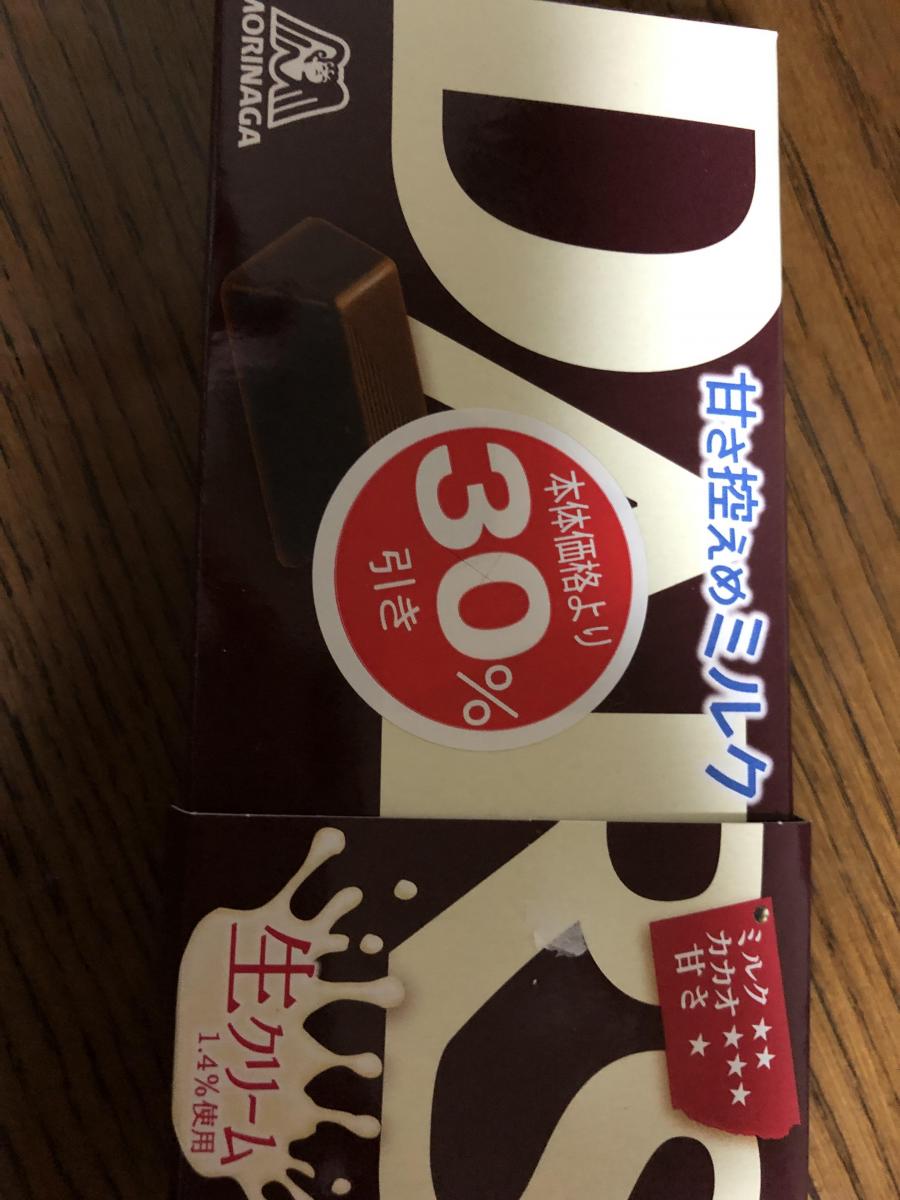 甘さ控えめミルク
DARS
ミルク ★★
カカオ ★★★
甘さ ★
本体価格より
30%
引き
MORINAGA
生クリーム
1.4%使用